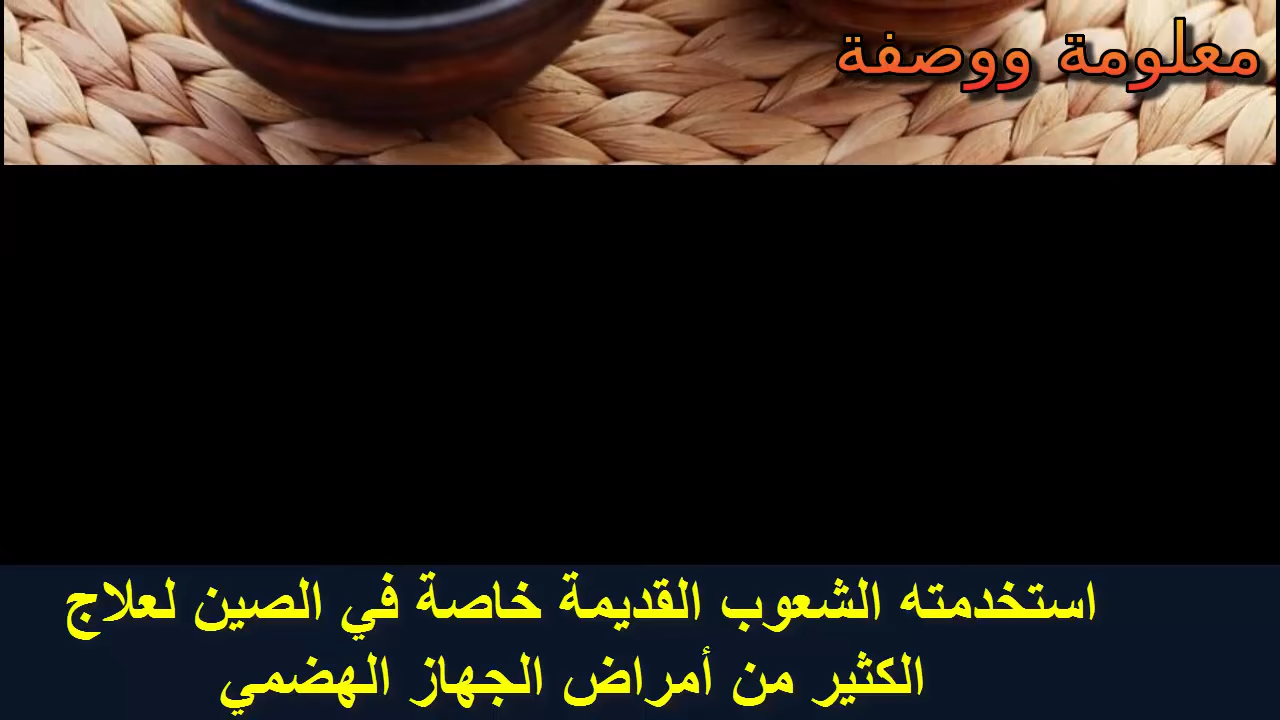 معلومة ووصفة
استخدمته الشعوب القديمة خاصة في الصين لعلاج
الكثير من أمراض الجهاز الهضمي